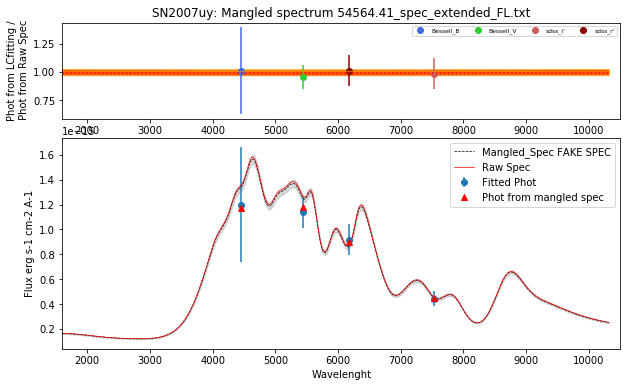 SN2007uy: Mangled spectrum 54564.41_spec_extended_FL.txt
Phot from LCfitting /
Phot from Raw Spec
1.25
1.00
0.75
Bessell_B
Bessell_V
sdss_i'
sdss_r'
2000 3000 4000 5000 6000 7000 8000 9000 10000
1e−15
Flux erg s-1 cm-2 A-1
1.6
1.4
1.2
1.0
0.8
0.6
0.4
0.2
Mangled_Spec FAKE SPEC
Raw Spec
Fitted Phot
Phot from mangled spec
2000 3000 4000 5000 6000 7000 8000 9000 10000
Wavelenght